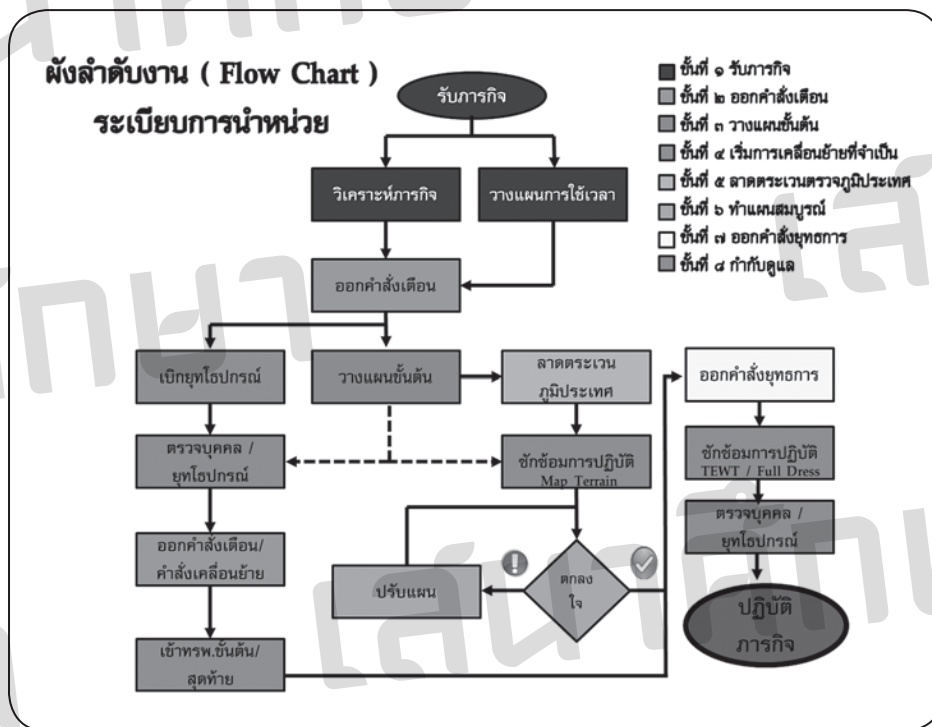 ผังลำดับงาน ( Flow Chart )
ระเบียบการนำหน่วย
ขั้นที่ ๑ รับภารกิจ
ขั้นที่ ๒ ออกคำสั่งเตือน
ขั้นที่ ๓ วางแผนขั้นต้น
ขั้นที่ ๔ เริ่มการเคลื่อนย้ายที่จำเป็น
ขั้นที่ ๕ ลาดตระเวนตรวจภูมิประเทศ
ขั้นที่ ๖ ทำแผนสมบูรณ์
ขั้นที่ ๗ ออกคำสั่งยุทธการ
ขั้นที่ ๘ กำกับดูแล
รับภารกิจ
วิเคราะห์ภารกิจ
วางแผนการใช้เวลา
ออกคำสั่งเตือน
เบิกยุทโธปกรณ์
วางแผนขั้นต้น
ลาดตระเวน
ภูมิประเทศ
ออกคำสั่งยุทธการ
ตรวจบุคคล /
ยุทโธปกรณ์
ซักซ้อมการปฏิบัติ
Map Terrain
ซักซ้อมการปฏิบัติ
TEWT / Full Dress
ออกคำสั่งเตือน/
คำสั่งเคลื่อนย้าย
ปรับแผน
ตกลง
ใจ
ตรวจบุคคล /
ยุทโธปกรณ์
เข้าทรพ.ขั้นต้น/
สุดท้าย
ปฏิบัติ
ภารกิจ
เสนาศึกษา